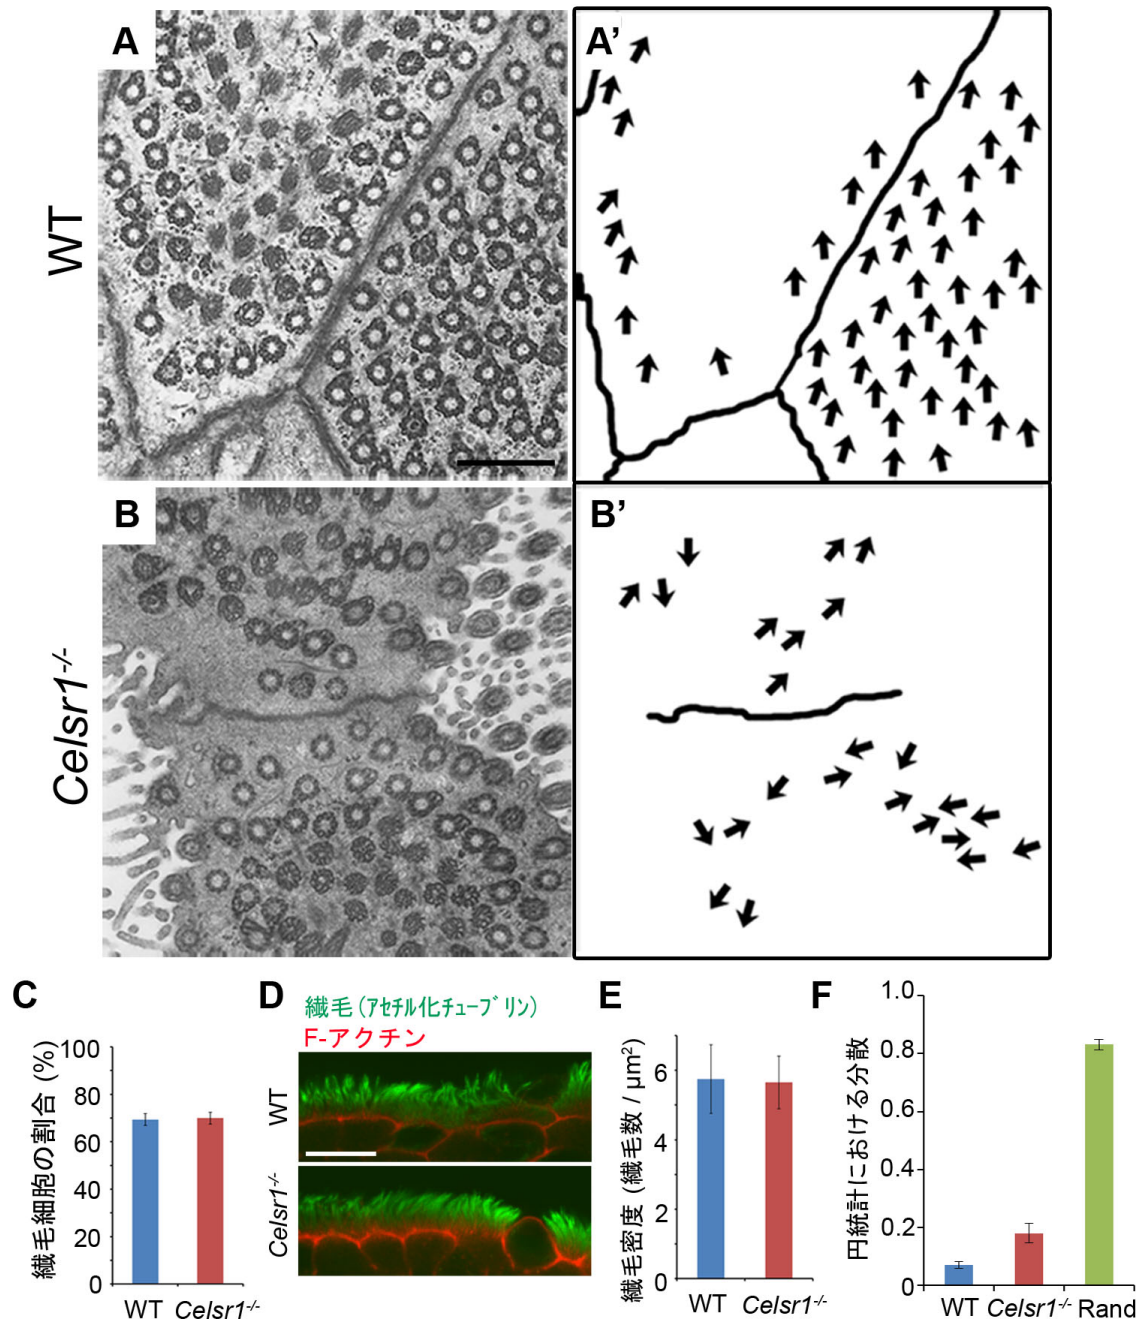 A
A’
WT
B
B’
Celsr1-/-
C
繊毛細胞の割合 (%)
100
80
60
40
20
0
WT
Celsr1-/-
D
繊毛 (ｱｾﾁﾙ化ﾁｭｰﾌﾞﾘﾝ)
F-アクチン
WT
Celsr1-/-
E
繊毛密度 (繊毛数 / μm²)
6
4
2
0
WT
Celsr1-/-
F
円統計における分散
1.0
0.8
0.6
0.4
0.2
0
WT
Celsr1-/-
Rand